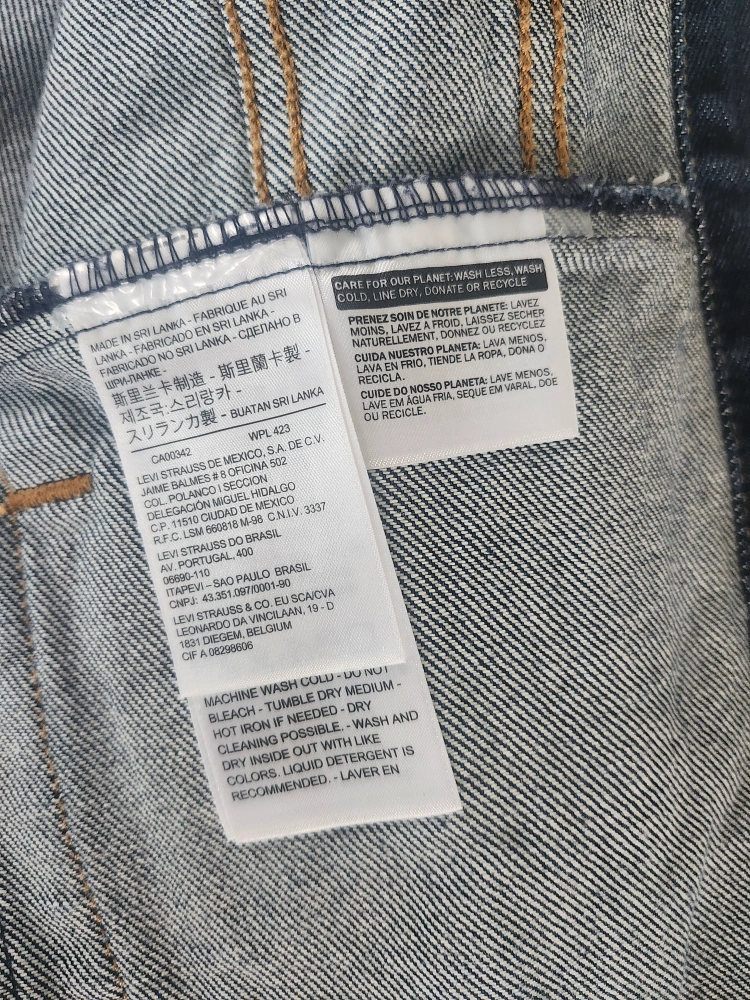 MADE IN SRI LANKA - FABRIQUE AU SRI
LANKA - FABRICADO EN SRI LANKA -
FABRICADO NO SRI LANKA - СДЕЛАНО В
ШРИ-ЛАНКЕ -
斯里兰卡制造 - 斯里蘭卡製 -
제조국:스리랑카 -
スリランカ製 - BUATAN SRI LANKA
CA00342 WPL 423
LEVI STRAUSS DE MEXICO, S.A. DE C.V.
JAIME BALMES # 8 OFICINA 502
COL. POLANCO I SECCION
DELEGACIÓN MIGUEL HIDALGO
C.P. 11510 CIUDAD DE MEXICO
R.F.C. LSM 660818 M-98 C.N.I.V. 3337
LEVI STRAUSS DO BRASIL
AV. PORTUGAL, 400
06690-110
ITAPEVI – SAO PAULO BRASIL
CNPJ: 43.351.097/0001-90
LEVI STRAUSS & CO. EU SCA/CVA
LEONARDO DA VINCILAAN, 19 - D
1831 DIEGEM, BELGIUM
CIF A 08298606
MACHINE WASH COLD - DO NOT
BLEACH - TUMBLE DRY MEDIUM -
HOT IRON IF NEEDED - DRY
CLEANING POSSIBLE. - WASH AND
DRY INSIDE OUT WITH LIKE
COLORS. LIQUID DETERGENT IS
RECOMMENDED. - LAVER EN
CARE FOR OUR PLANET: WASH LESS, WASH
COLD, LINE DRY, DONATE OR RECYCLE
PRENEZ SOIN DE NOTRE PLANETE: LAVEZ
MOINS, LAVEZ A FROID, LAISSEZ SECHER
NATURELLEMENT, DONNEZ OU RECYCLEZ
CUIDA NUESTRO PLANETA: LAVA MENOS,
LAVA EN FRIO, TIENDE LA ROPA, DONA O
RECICLA.
CUIDE DO NOSSO PLANETA: LAVE MENOS,
LAVE EM ÁGUA FRIA, SEQUE EM VARAL, DOE
OU RECICLE.